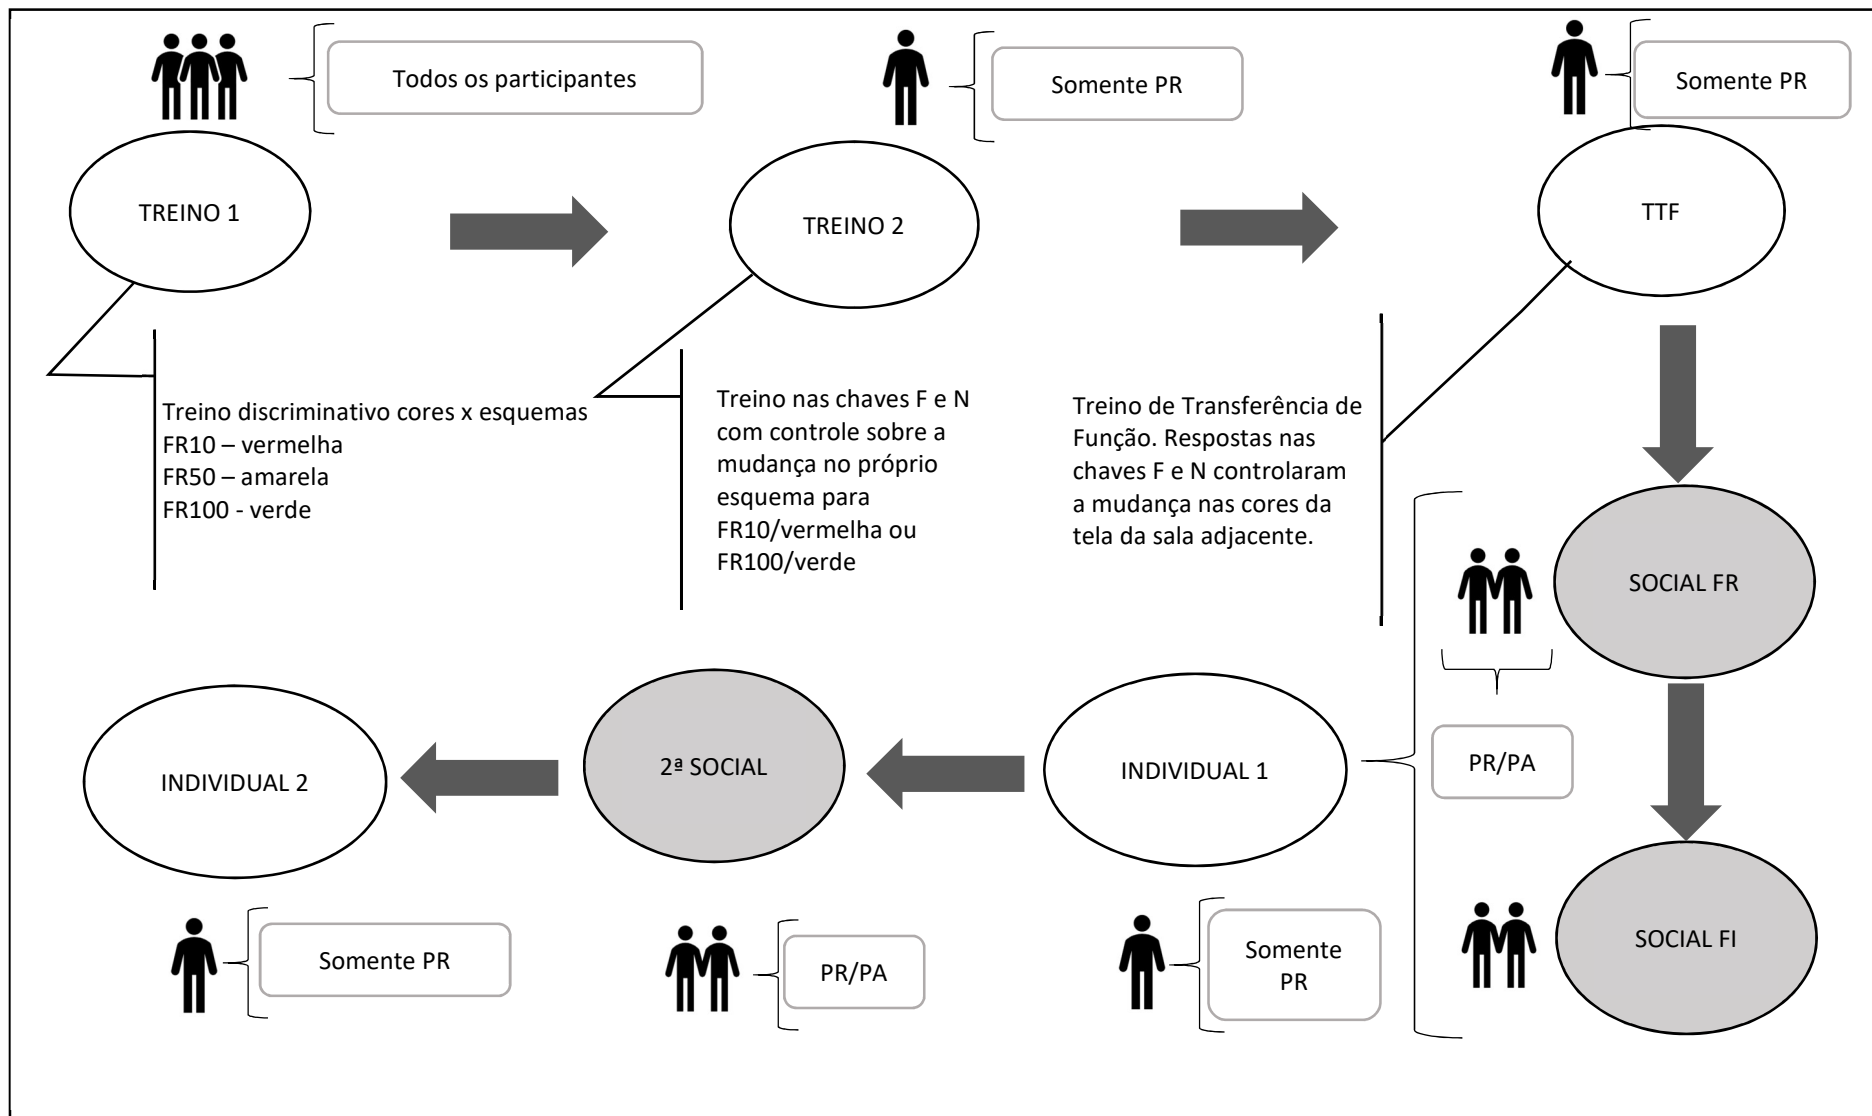 Todos os participantes
Somente PR
Somente PR
TREINO 1
TREINO 2
TTF
Treino discriminativo cores x esquemas
FR10 – vermelha
FR50 – amarela
FR100 - verde
Treino nas chaves F e N
com controle sobre a
mudança no próprio
esquema para
FR10/vermelha ou
FR100/verde
Treino de Transferência de
Função. Respostas nas
chaves F e N controlaram
a mudança nas cores da
tela da sala adjacente.
SOCIAL FR
PR/PA
INDIVIDUAL 2
2ª SOCIAL
INDIVIDUAL 1
SOCIAL FI
Somente PR
PR/PA
Somente
PR